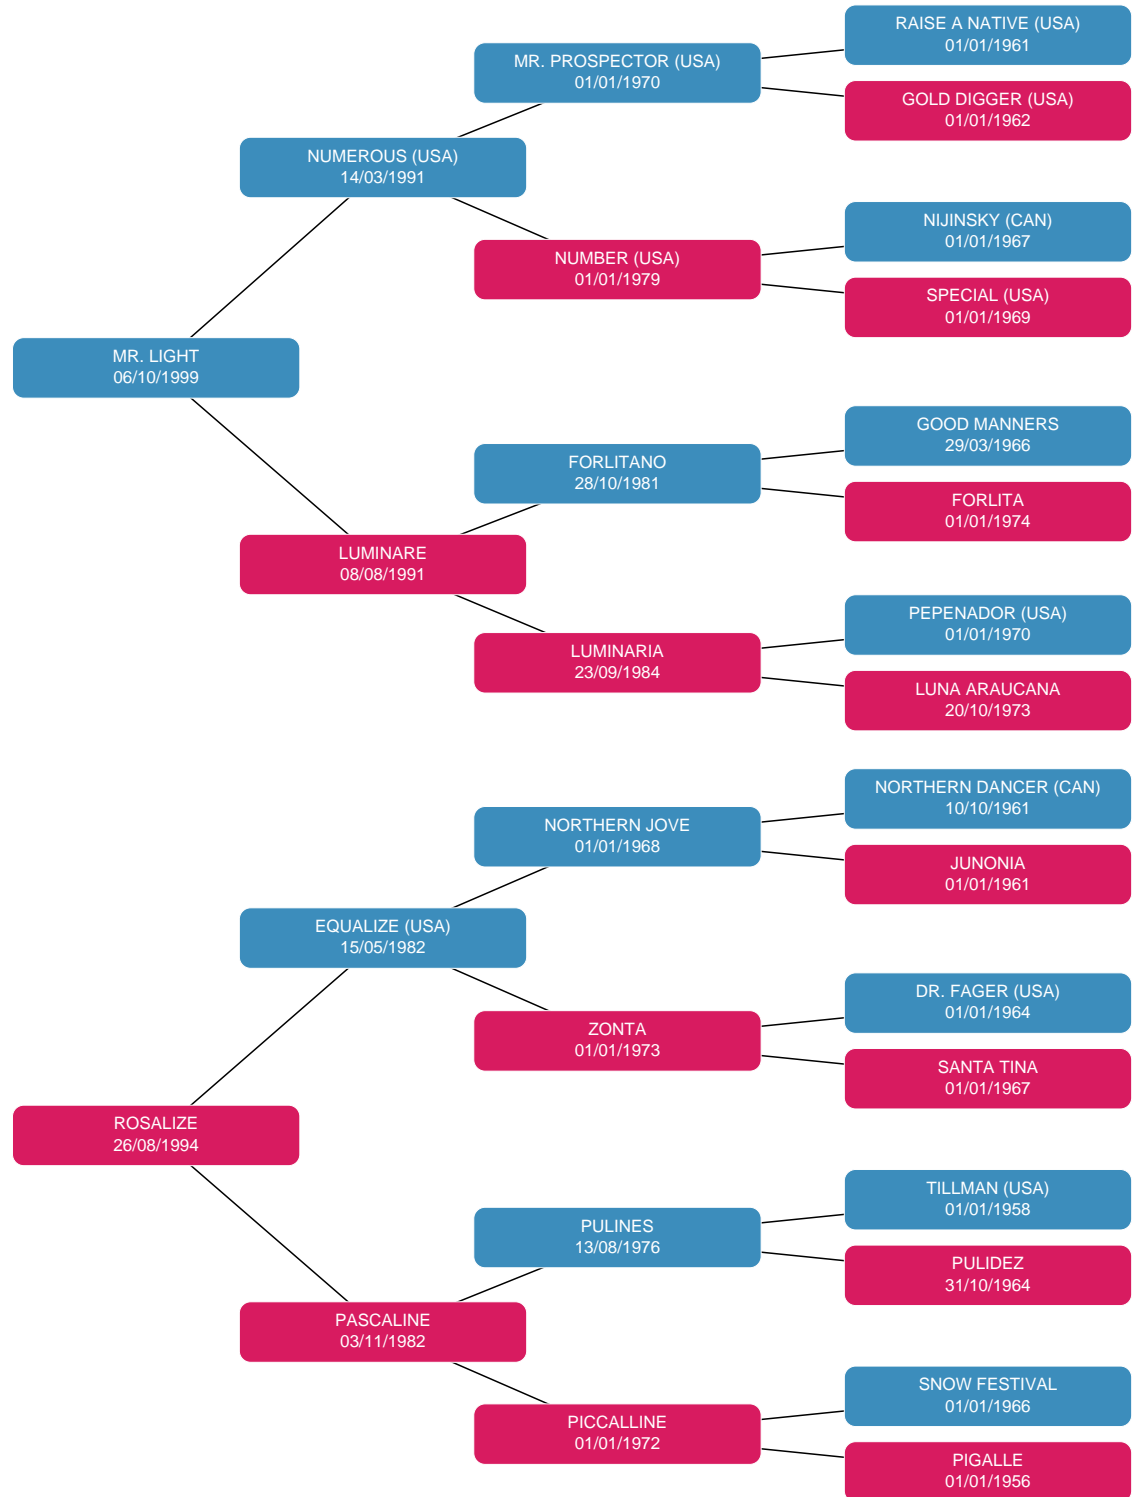 RAISE A NATIVE (USA)
01/01/1961
MR. PROSPECTOR (USA)
01/01/1970
GOLD DIGGER (USA)
01/01/1962
NUMEROUS (USA)
14/03/1991
NIJINSKY (CAN)
01/01/1967
NUMBER (USA)
01/01/1979
SPECIAL (USA)
01/01/1969
MR. LIGHT
06/10/1999
GOOD MANNERS
29/03/1966
FORLITANO
28/10/1981
FORLITA
01/01/1974
LUMINARE
08/08/1991
PEPENADOR (USA)
01/01/1970
LUMINARIA
23/09/1984
LUNA ARAUCANA
20/10/1973
NORTHERN DANCER (CAN)
10/10/1961
NORTHERN JOVE
01/01/1968
JUNONIA
01/01/1961
EQUALIZE (USA)
15/05/1982
DR. FAGER (USA)
01/01/1964
ZONTA
01/01/1973
SANTA TINA
01/01/1967
ROSALIZE
26/08/1994
TILLMAN (USA)
01/01/1958
PULINES
13/08/1976
PULIDEZ
31/10/1964
PASCALINE
03/11/1982
SNOW FESTIVAL
01/01/1966
PICCALLINE
01/01/1972
PIGALLE
01/01/1956